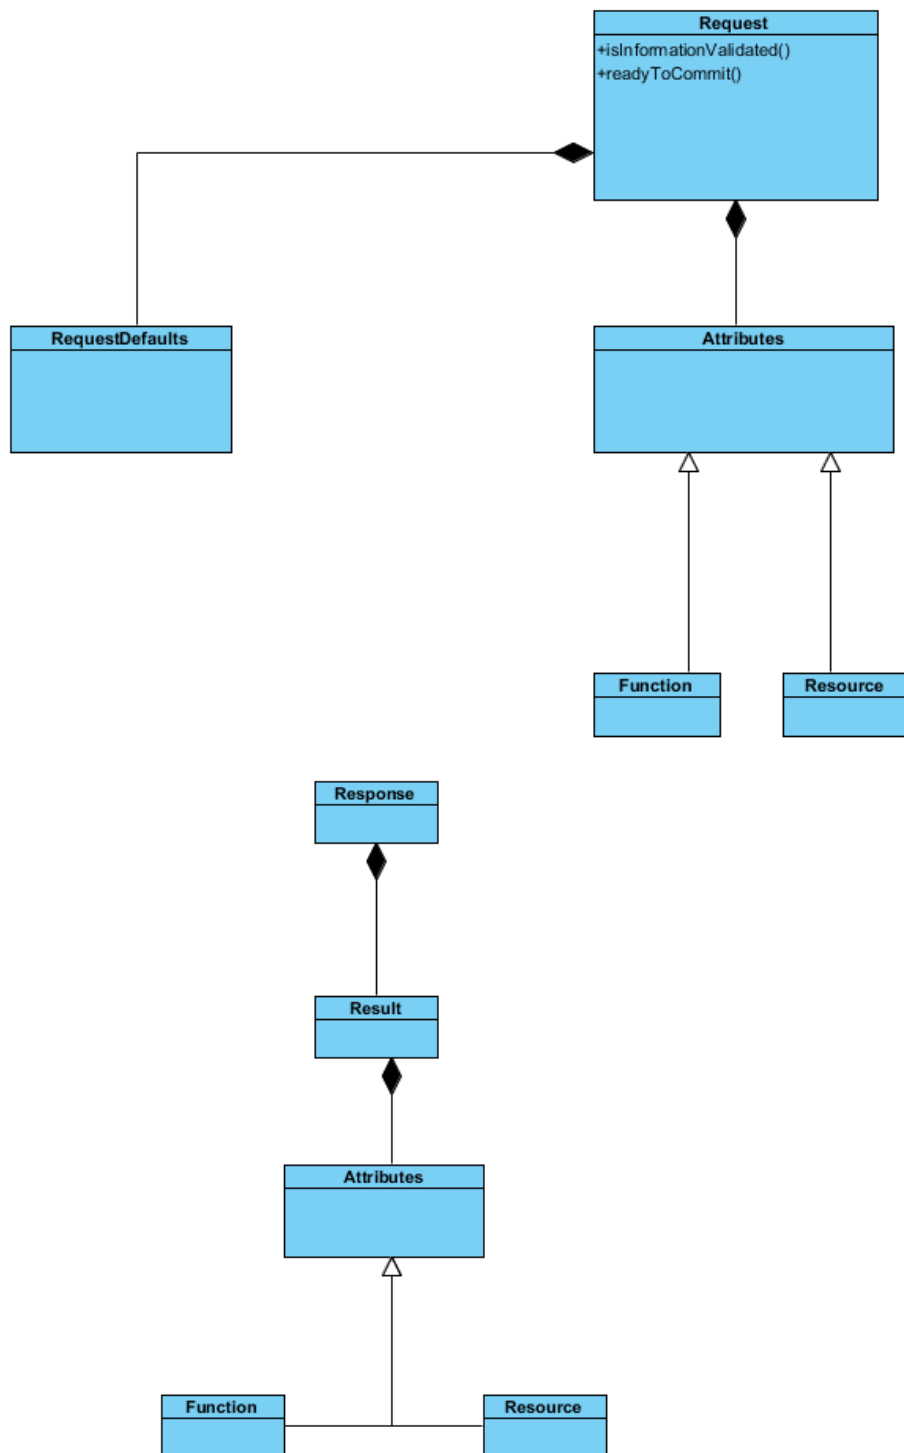 Request
+isInformationValidated()
+readyToCommit()
RequestDefaults
Attributes
Function
Resource
Response
Result
Attributes
Function
Resource